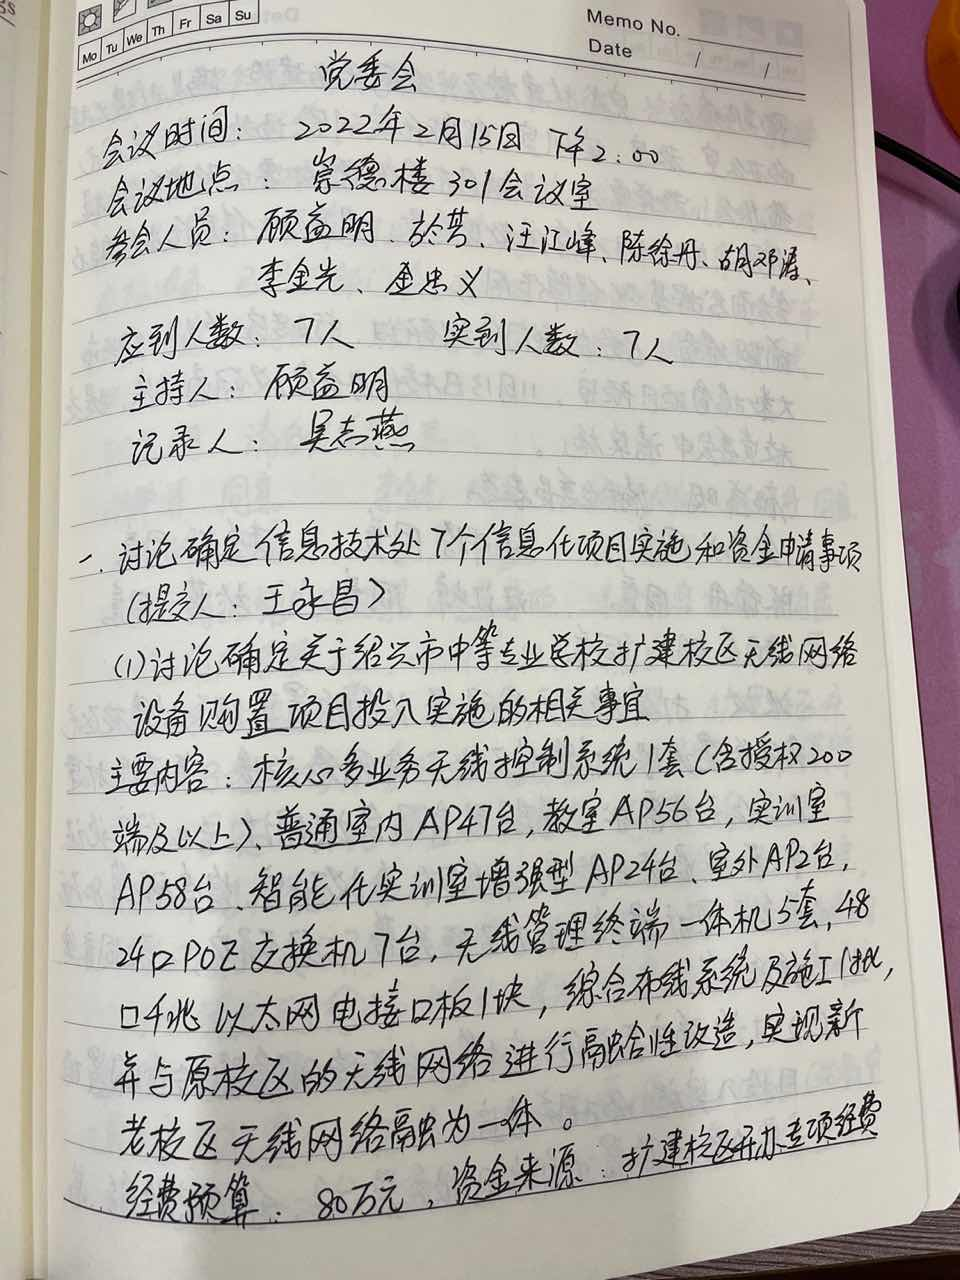 Mo Tu We Th Fr Sa Su
Memo No.
Date / /
党委会
会议时间： 2022年2月15日 下午2：00
会议地点： 崇德楼301会议室
参会人员：顾益明、於其、汪江峰、陈徐丹、胡邓涛、
李金光、金忠义
应到人数：7人 实到人数：7人
主持人：顾益明
记录人： 吴志燕
一、讨论确定信息技术处7个信息化项目实施和资金申请事项
（提交人：王永昌）
(1)讨论确定关于绍兴市中等专业学校扩建校区无线网络
设备购置项目投入实施的相关事宜
主要内容：核心多业务无线控制系统1套（含授权200
端及以上）、普通室内AP47台，教室AP56台，实训室
AP58台、智能化实训室增强型AP24台、室外AP2台，
24口POE交换机7台，无线管理终端一体机5套，48
口千兆以太网电接口板1块，综合布线系统及施工1批，
并与原校区的无线网络进行融合性改造，实现新
老校区无线网络融为一体。
经费预算：80万元，资金来源：扩建校区开办专项经费